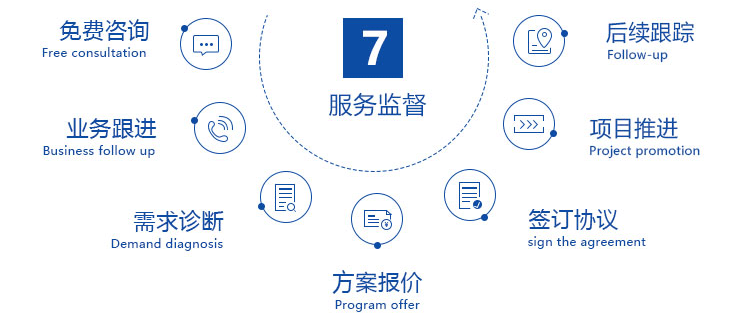 免费咨询
Free consultation
业务跟进
Business follow up
需求诊断
Demand diagnosis
方案报价
Program offer
签订协议
sign the agreement
项目推进
Project promotion
后续跟踪
Follow-up
7
服务监督